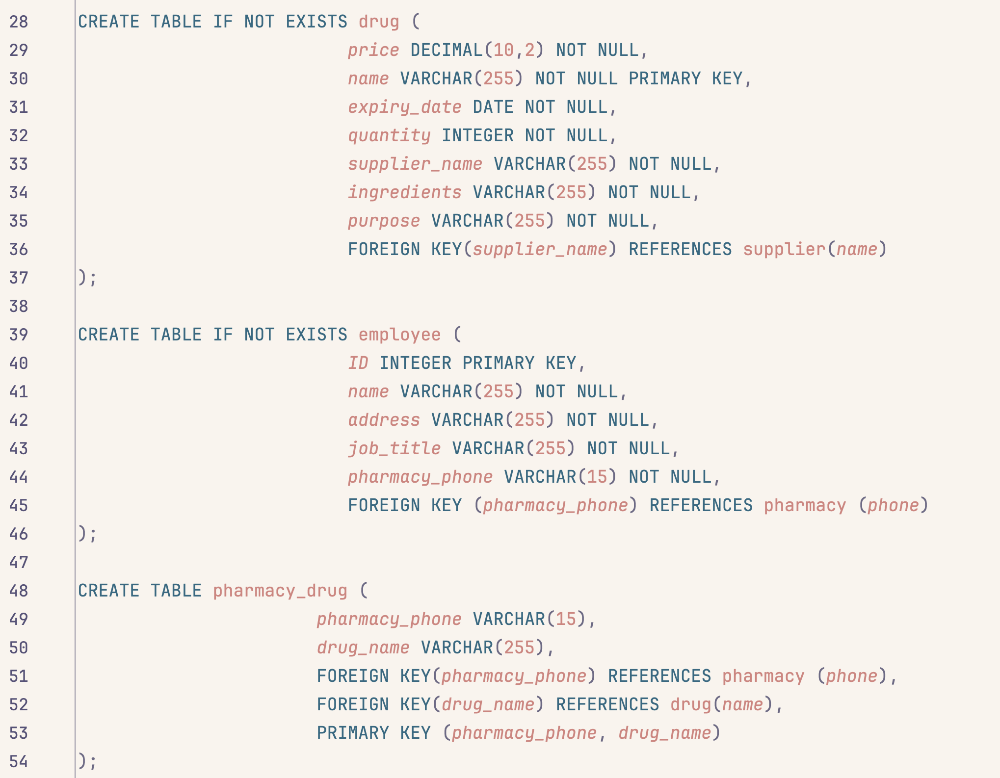 28 CREATE TABLE IF NOT EXISTS drug (
29 price DECIMAL(10,2) NOT NULL,
30 name VARCHAR(255) NOT NULL PRIMARY KEY,
31 expiry_date DATE NOT NULL,
32 quantity INTEGER NOT NULL,
33 supplier_name VARCHAR(255) NOT NULL,
34 ingredients VARCHAR(255) NOT NULL,
35 purpose VARCHAR(255) NOT NULL,
36 FOREIGN KEY(supplier_name) REFERENCES supplier(name)
37 );
38
39 CREATE TABLE IF NOT EXISTS employee (
40 ID INTEGER PRIMARY KEY,
41 name VARCHAR(255) NOT NULL,
42 address VARCHAR(255) NOT NULL,
43 job_title VARCHAR(255) NOT NULL,
44 pharmacy_phone VARCHAR(15) NOT NULL,
45 FOREIGN KEY (pharmacy_phone) REFERENCES pharmacy (phone)
46 );
47
48 CREATE TABLE pharmacy_drug (
49 pharmacy_phone VARCHAR(15),
50 drug_name VARCHAR(255),
51 FOREIGN KEY(pharmacy_phone) REFERENCES pharmacy (phone),
52 FOREIGN KEY(drug_name) REFERENCES drug(name),
53 PRIMARY KEY (pharmacy_phone, drug_name)
54 );